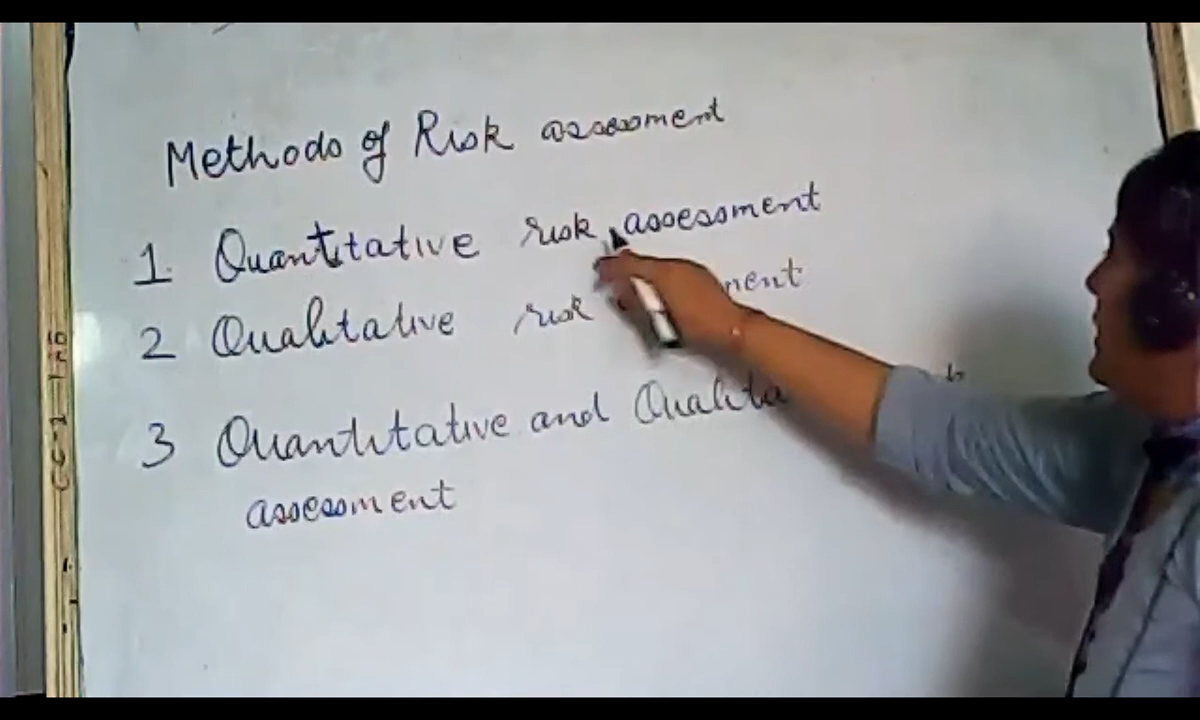 Methods of Risk assessment
1. Quantitative risk assessment
2 Qualitative risk
3 Quantitative and
assessment